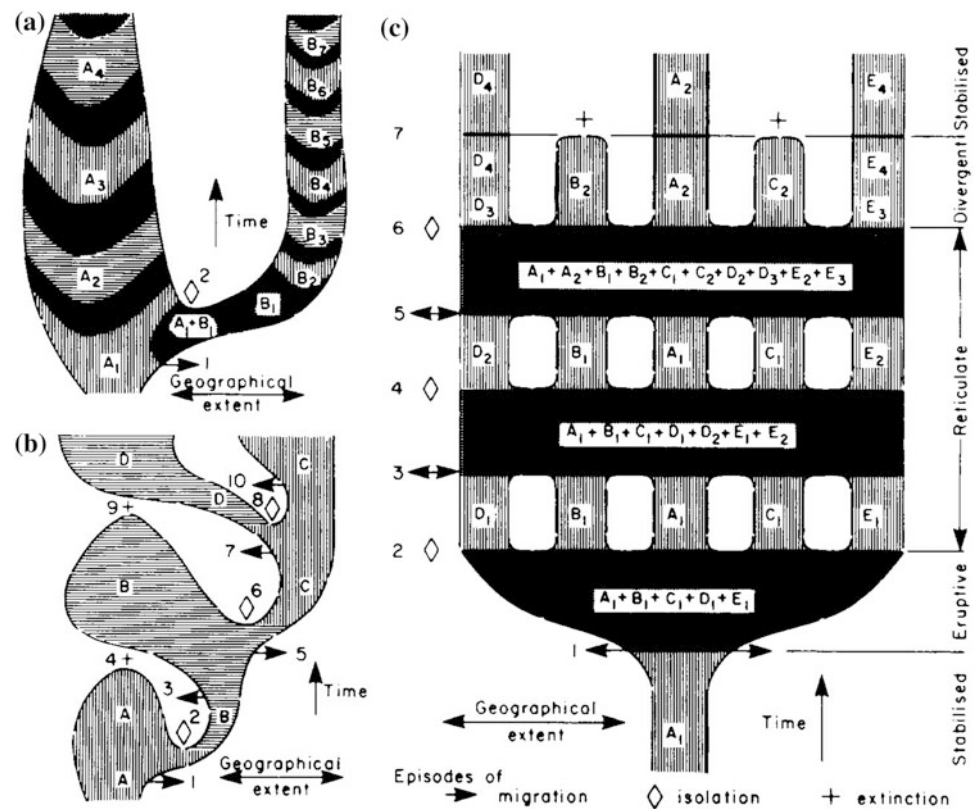 (a)
A₄
A₃
A₂
A₁
A₁+B₁
B₁
B₂
B₃
B₄
B₅
B₆
B₇
2
1
Time
Geographical
extent
(b)
D
D
C
C
B
B
A
A
10
9
8
7
6
5
4
3
2
1
Time
Geographical
extent
(c)
D₄ A₂ E₄
7
D₄ E₄
B₂ A₂ C₂
D₃ E₃
6
A₁+A₂+B₁+B₂+C₁+C₂+D₂+D₃+E₂+E₃
5
D₂ B₁ A₁ C₁ E₂
4
A₁+B₁+C₁+D₁+D₂+E₁+E₂
3
D₁ B₁ A₁ C₁ E₁
2
A₁+B₁+C₁+D₁+E₁
1
A₁
Geographical
extent
Time
Stabilised
Eruptive
Reticulate
Divergent
Stabilised
Episodes of
migration isolation extinction